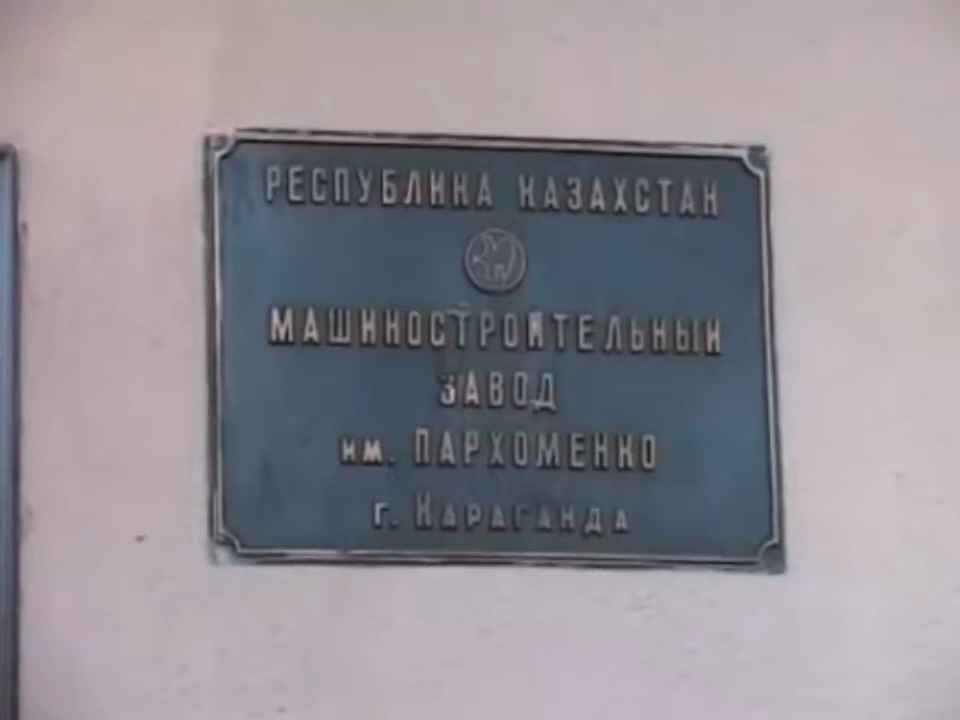 РЕСПУБЛИКА КАЗАХСТАН
МАШИНОСТРОИТЕЛЬНЫЙ
ЗАВОД
им. ПАРХОМЕНКО
г. КАРАГАНДА